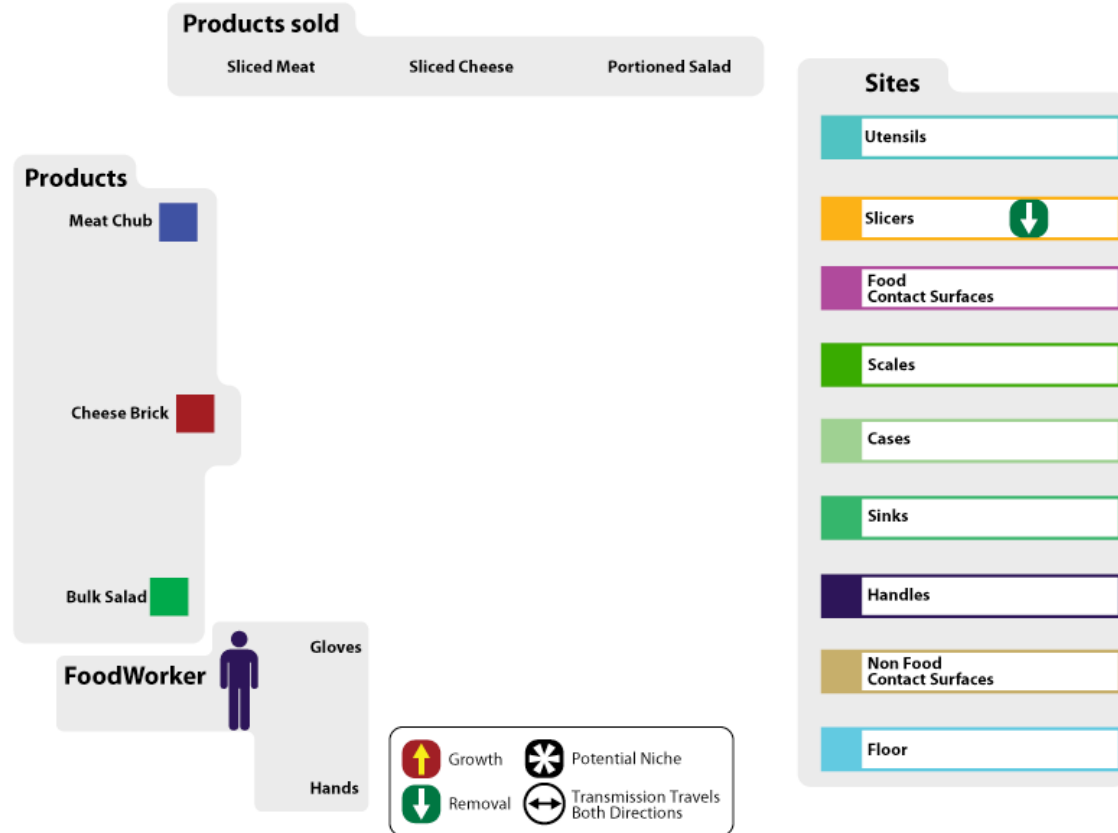 Products sold
Sliced Meat
Sliced Cheese
Portioned Salad
Sites
Utensils
Slicers
Food
Contact Surfaces
Scales
Cases
Sinks
Handles
Non Food
Contact Surfaces
Floor
Products
Meat Chub
Cheese Brick
Bulk Salad
FoodWorker
Gloves
Hands
Growth
Potential Niche
Removal
Transmission Travels
Both Directions